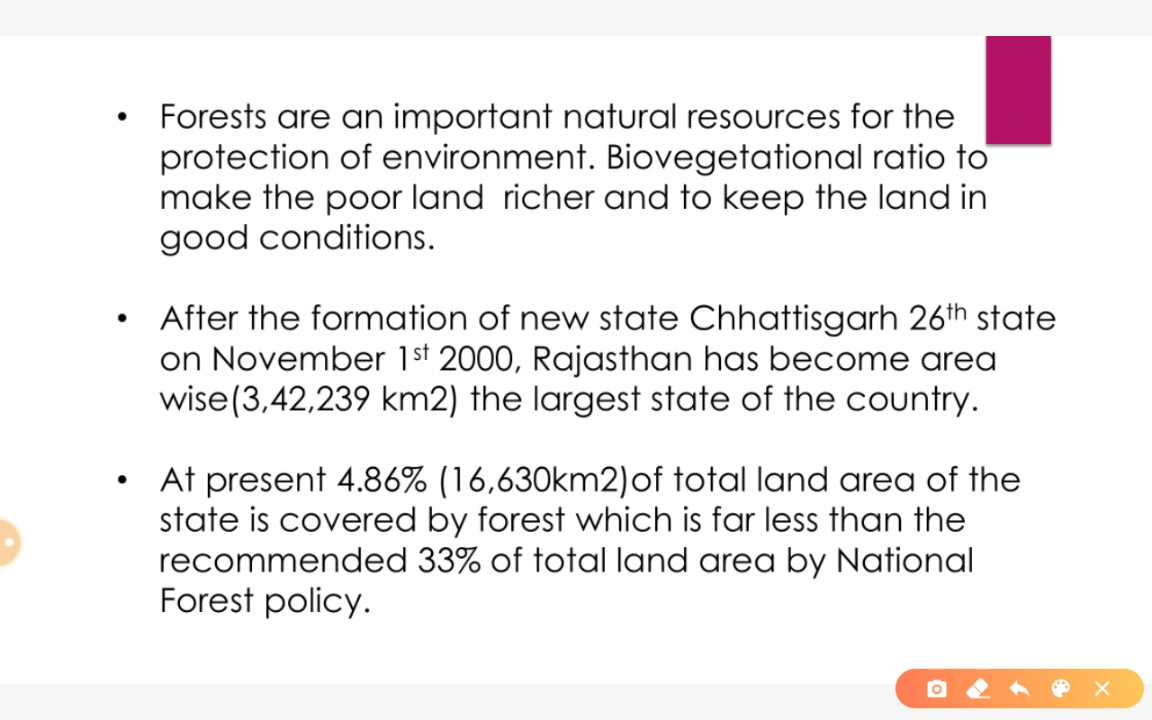 • Forests are an important natural resources for the
protection of environment. Biovegetational ratio to
make the poor land  richer and to keep the land in
good conditions.
• After the formation of new state Chhattisgarh 26th state
on November 1st 2000, Rajasthan has become area
wise(3,42,239 km2) the largest state of the country.
• At present 4.86% (16,630km2)of total land area of the
state is covered by forest which is far less than the
recommended 33% of total land area by National
Forest policy.